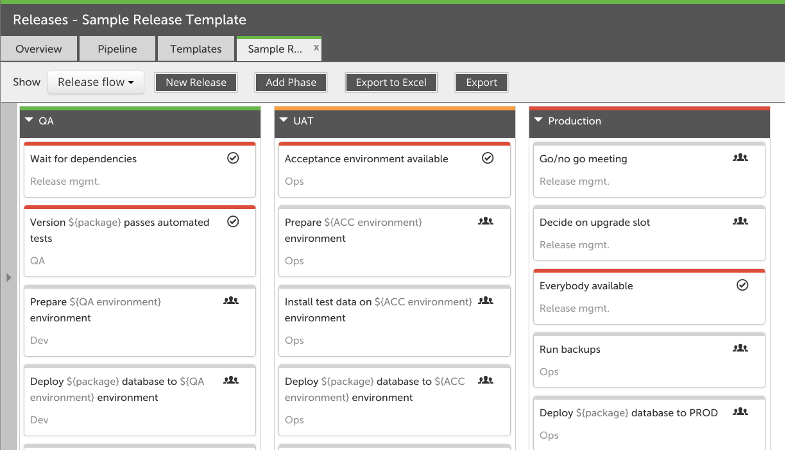 Releases - Sample Release Template
Overview
Pipeline
Templates
Sample R...
x
Show
Release flow
New Release
Add Phase
Export to Excel
Export
QA
Wait for dependencies
Release mgmt.
Version ${package} passes automated
tests
QA
Prepare ${QA environment}
environment
Dev
Deploy ${package} database to ${QA
environment} environment
Dev
UAT
Acceptance environment available
Ops
Prepare ${ACC environment}
environment
Ops
Install test data on ${ACC environment}
environment
Ops
Deploy ${package} database to ${ACC
environment} environment
Ops
Production
Go/no go meeting
Release mgmt.
Decide on upgrade slot
Release mgmt.
Everybody available
Release mgmt.
Run backups
Ops
Deploy ${package} database to PROD
Ops